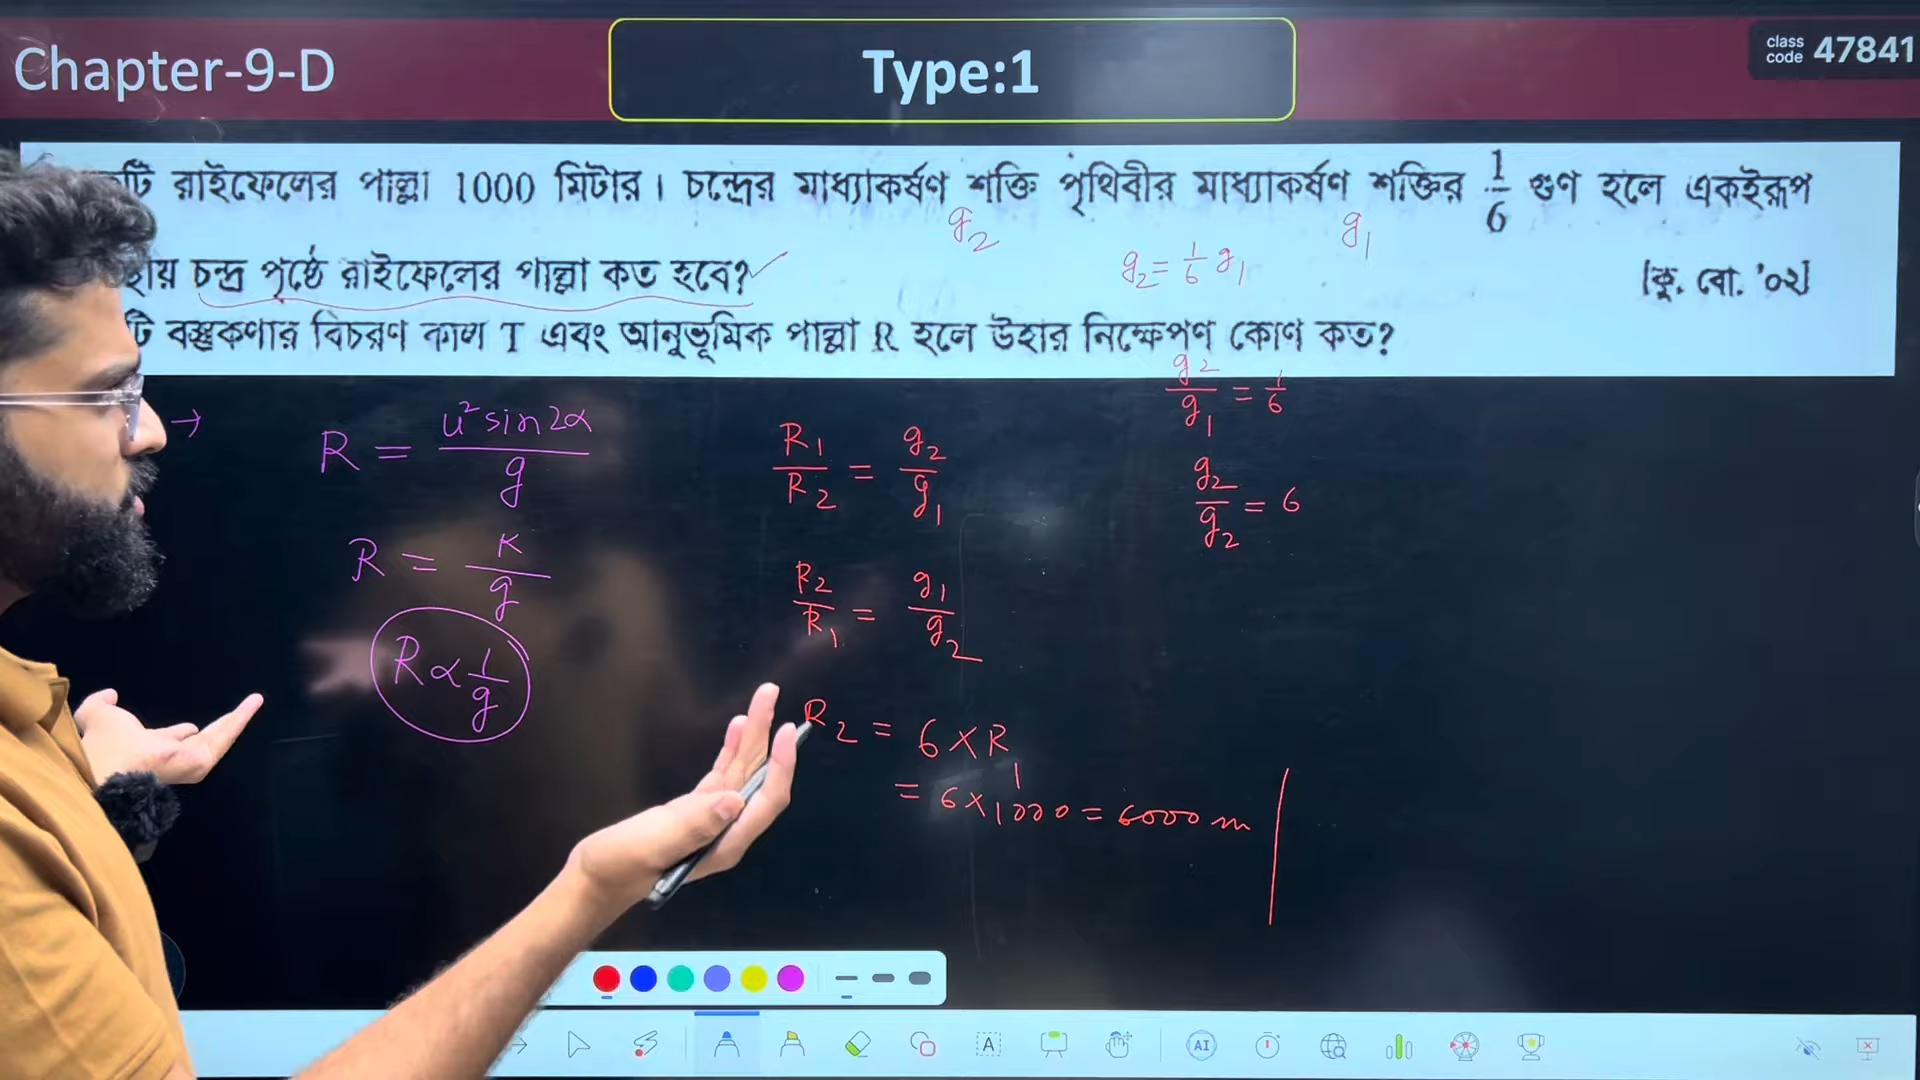 Chapter-9-D
Type:1
class code 47841
টি রাইফেলের পাল্লা 1000 মিটার। চন্দ্রের মাধ্যাকর্ষণ শক্তি পৃথিবীর মাধ্যাকর্ষণ শক্তির 1/6 গুণ হলে একইরূপ
g₂
g₁
চন্দ্র পৃষ্ঠে রাইফেলের পাল্লা কত হবে?
g₂ = 1/6 g₁
[কু. বো. '০২]
টি বস্তুকণার বিচরণ কাল T এবং আনুভূমিক পাল্লা R হলে উহার নিক্ষেপণ কোণ কত?
→
R = u² sin2α / g
R = K / g
R ∝ 1/g
R₁/R₂ = g₂/g₁
R₂/R₁ = g₁/g₂
R₂ = 6 × R₁
= 6×1000 = 6000 m
g₂/g₁ = 1/6
g₂/g₂ = 6
A
AI